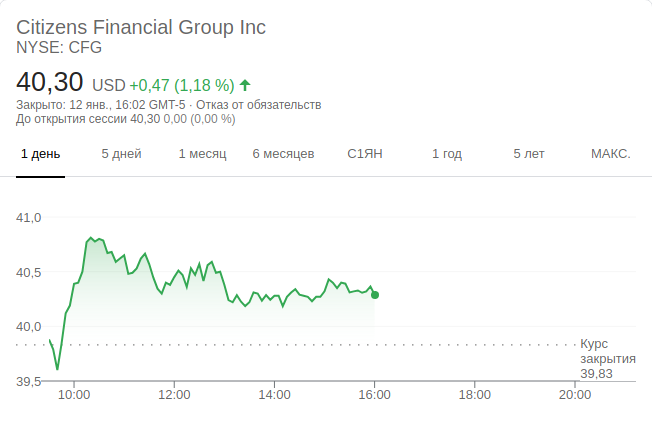 Citizens Financial Group Inc
NYSE: CFG
40,30 USD +0,47 (1,18 %)
Закрыто: 12 янв., 16:02 GMT-5 · Отказ от обязательств
До открытия сессии 40,30 0,00 (0,00 %)
1 день 5 дней 1 месяц 6 месяцев С1ЯН 1 год 5 лет МАКС.
41,0
40,5
40,0
Курс
закрытия
39,83
39,5
10:00 12:00 14:00 16:00 18:00 20:00